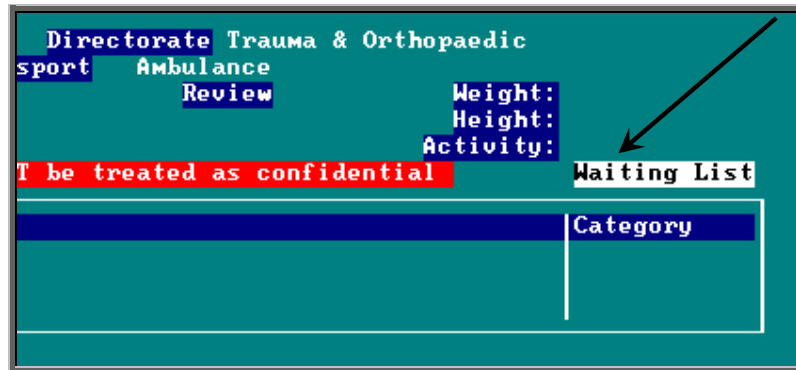 Directorate Trauma & Orthopaedic
sport Ambulance
Review Weight:
Height:
Activity:
T be treated as confidential Waiting List
Category